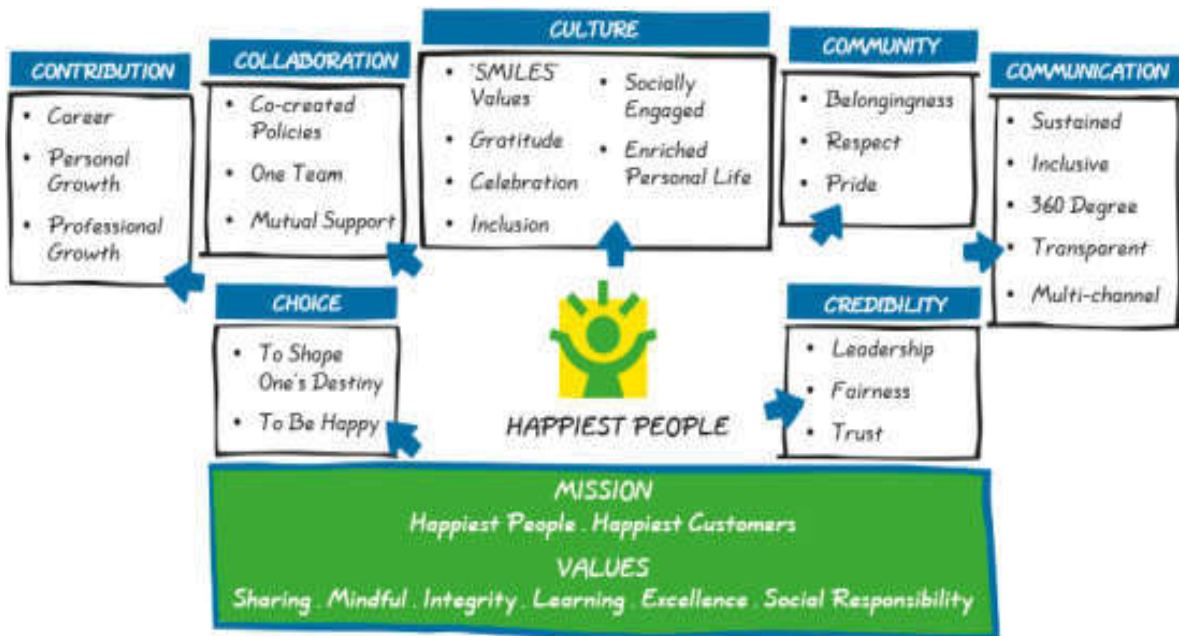 CONTRIBUTION
• Career
• Personal
Growth
• Professional
Growth
COLLABORATION
• Co-created
Policies
• One Team
• Mutual Support
CULTURE
• 'SMILES'
Values
• Gratitude
• Celebration
• Inclusion
• Socially
Engaged
• Enriched
Personal Life
COMMUNITY
• Belongingness
• Respect
• Pride
COMMUNICATION
• Sustained
• Inclusive
• 360 Degree
• Transparent
• Multi-channel
CHOICE
• To Shape
One's Destiny
• To Be Happy
HAPPIEST PEOPLE
CREDIBILITY
• Leadership
• Fairness
• Trust
MISSION
Happiest People . Happiest Customers
VALUES
Sharing . Mindful . Integrity . Learning . Excellence . Social Responsibility